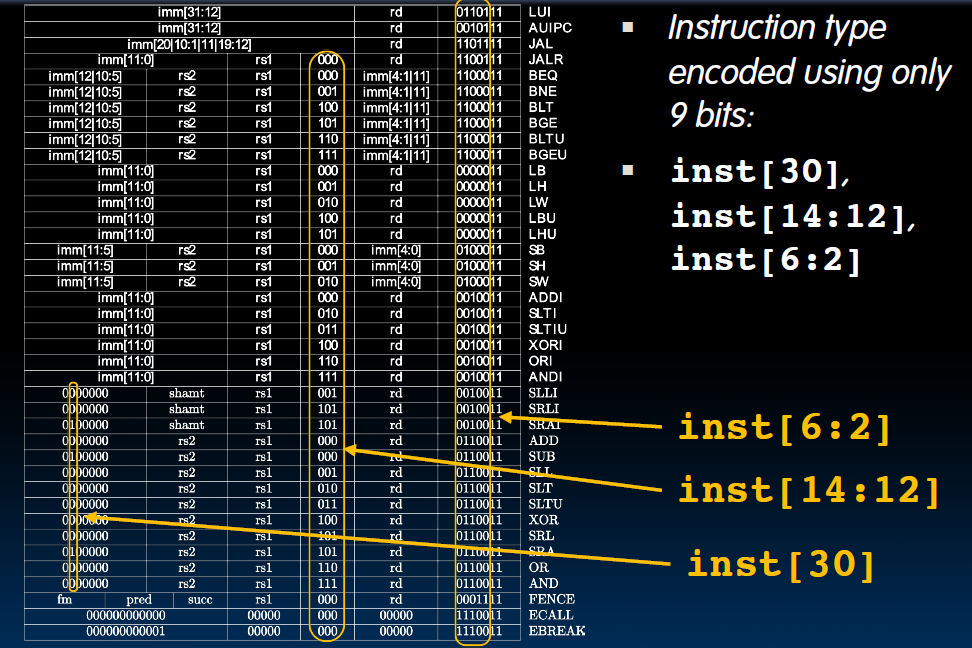 imm[31:12] rd 0110111 LUI
imm[31:12] rd 0010111 AUIPC
imm[20|10:1|11|19:12] rd 1101111 JAL
imm[11:0] rs1 000 rd 1100111 JALR
imm[12|10:5] rs2 rs1 000 imm[4:1|11] 1100011 BEQ
imm[12|10:5] rs2 rs1 001 imm[4:1|11] 1100011 BNE
imm[12|10:5] rs2 rs1 100 imm[4:1|11] 1100011 BLT
imm[12|10:5] rs2 rs1 101 imm[4:1|11] 1100011 BGE
imm[12|10:5] rs2 rs1 110 imm[4:1|11] 1100011 BLTU
imm[12|10:5] rs2 rs1 111 imm[4:1|11] 1100011 BGEU
imm[11:0] rs1 000 rd 0000011 LB
imm[11:0] rs1 001 rd 0000011 LH
imm[11:0] rs1 010 rd 0000011 LW
imm[11:0] rs1 100 rd 0000011 LBU
imm[11:0] rs1 101 rd 0000011 LHU
imm[11:5] rs2 rs1 000 imm[4:0] 0100011 SB
imm[11:5] rs2 rs1 001 imm[4:0] 0100011 SH
imm[11:5] rs2 rs1 010 imm[4:0] 0100011 SW
imm[11:0] rs1 000 rd 0010011 ADDI
imm[11:0] rs1 010 rd 0010011 SLTI
imm[11:0] rs1 011 rd 0010011 SLTIU
imm[11:0] rs1 100 rd 0010011 XORI
imm[11:0] rs1 110 rd 0010011 ORI
imm[11:0] rs1 111 rd 0010011 ANDI
0000000 shamt rs1 001 rd 0010011 SLLI
0000000 shamt rs1 101 rd 0010011 SRLI
0100000 shamt rs1 101 rd 0010011 SRAI
0000000 rs2 rs1 000 rd 0110011 ADD
0100000 rs2 rs1 000 rd 0110011 SUB
0000000 rs2 rs1 001 rd 0110011 SLL
0000000 rs2 rs1 010 rd 0110011 SLT
0000000 rs2 rs1 011 rd 0110011 SLTU
0000000 rs2 rs1 100 rd 0110011 XOR
0000000 rs2 rs1 101 rd 0110011 SRL
0100000 rs2 rs1 101 rd 0110011 SRA
0000000 rs2 rs1 110 rd 0110011 OR
0000000 rs2 rs1 111 rd 0110011 AND
fm pred succ rs1 000 rd 0001111 FENCE
000000000000 00000 000 00000 1110011 ECALL
000000000001 00000 000 00000 1110011 EBREAK
▪ Instruction type
encoded using only
9 bits:
▪ inst[30],
inst[14:12],
inst[6:2]
inst[6:2]
inst[14:12]
inst[30]